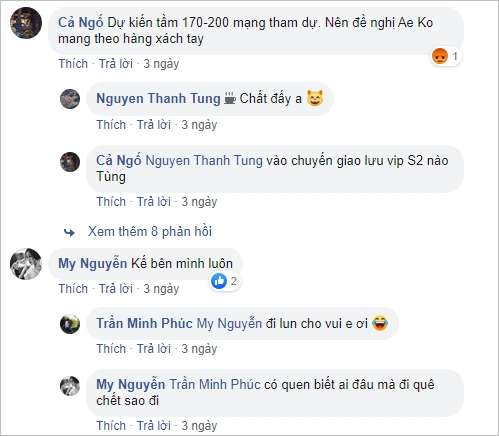 Cả Ngố Dự kiến tầm 170-200 mạng tham dự. Nên đề nghị Ae Ko
mang theo hàng xách tay
1
Thích · Trả lời · 3 ngày
Nguyen Thanh Tung ☕ Chất đấy a 😸
Thích · Trả lời · 3 ngày
Cả Ngố Nguyen Thanh Tung vào chuyến giao lưu vip S2 nào
Tùng
Thích · Trả lời · 3 ngày
Xem thêm 8 phản hồi
My Nguyễn Kế bên mình luôn
2
Thích · Trả lời · 3 ngày
Trần Minh Phúc My Nguyễn đi lun cho vui e ơi 😂
Thích · Trả lời · 3 ngày
My Nguyễn Trần Minh Phúc có quen biết ai đâu mà đi quê
chết sao đi
Thích · Trả lời · 3 ngày